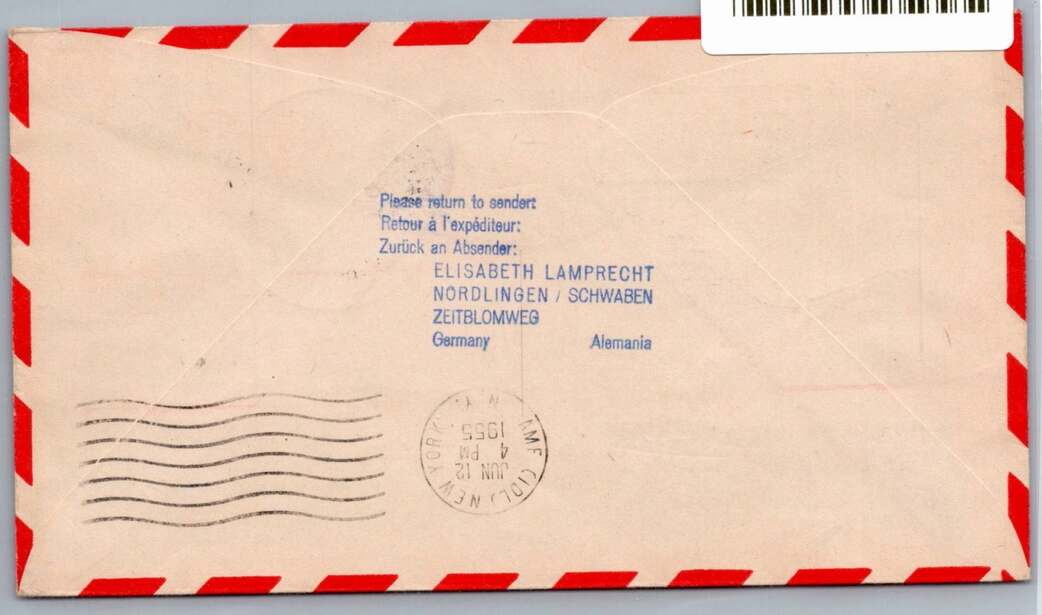 Please return to sender:
Retour à l'expéditeur:
Zurück an Absender:
ELISABETH LAMPRECHT
NÖRDLINGEN / SCHWABEN
ZEITBLOMWEG
Germany Alemania
AMF (IDL) NEW YORK, N.Y.
JUN 12
4 PM
1955